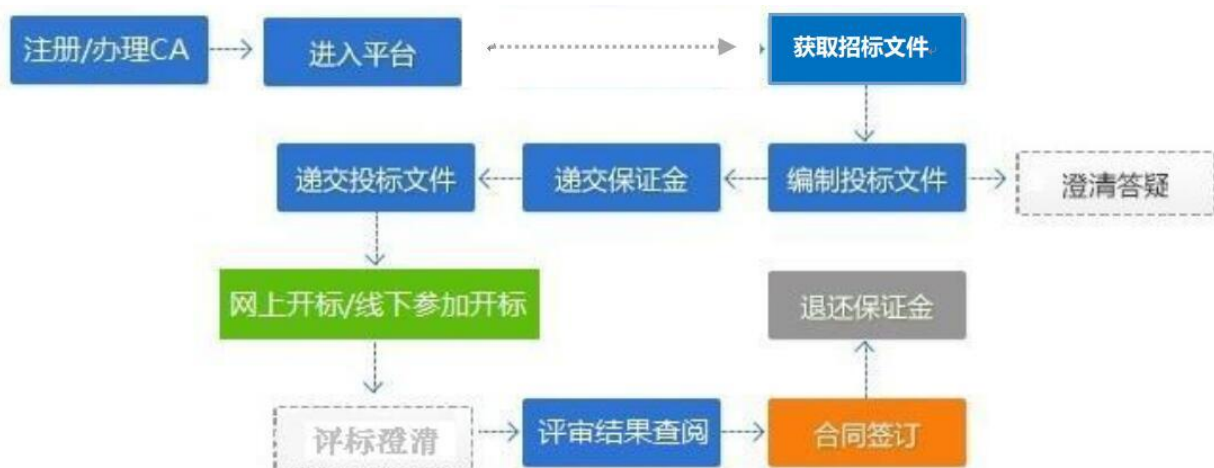 注册/办理CA
进入平台
获取招标文件
递交投标文件
递交保证金
编制投标文件
澄清答疑
网上开标/线下参加开标
退还保证金
评标澄清
评审结果查阅
合同签订